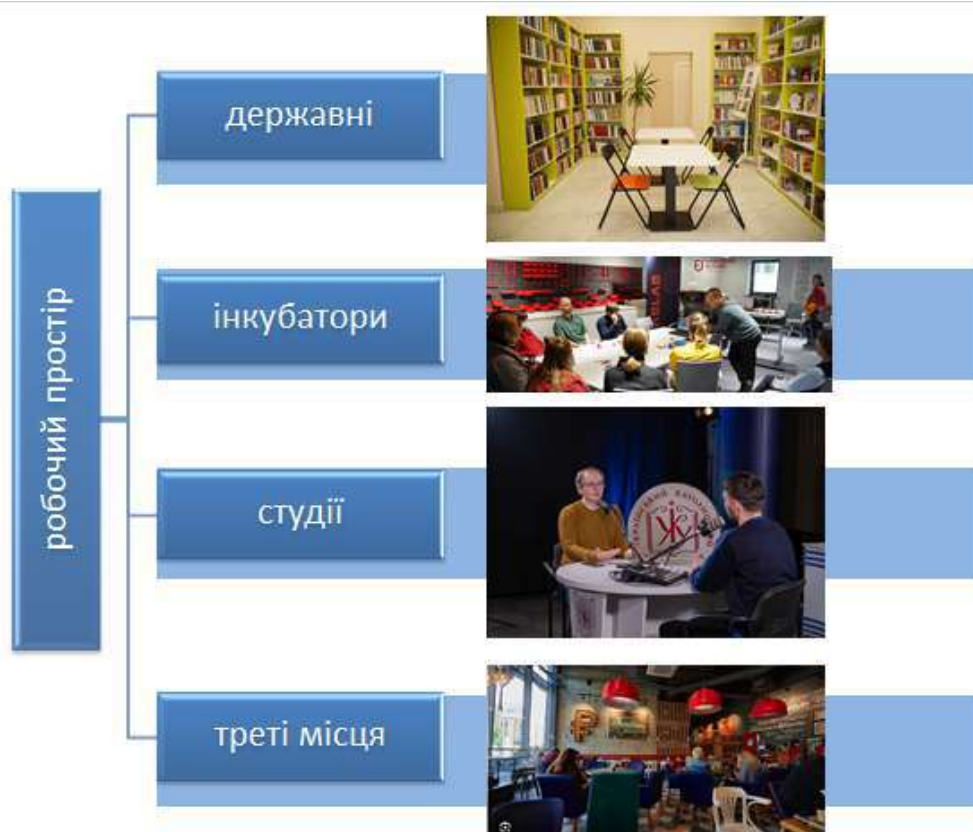 робочий простір
державні
інкубатори
студії
треті місця